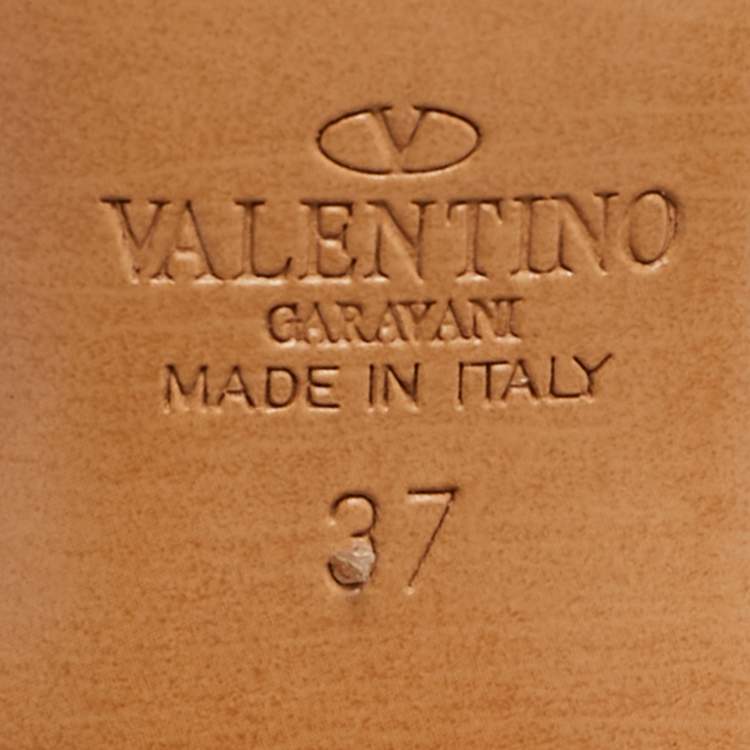 V
VALENTINO
GARAVANI
MADE IN ITALY
37